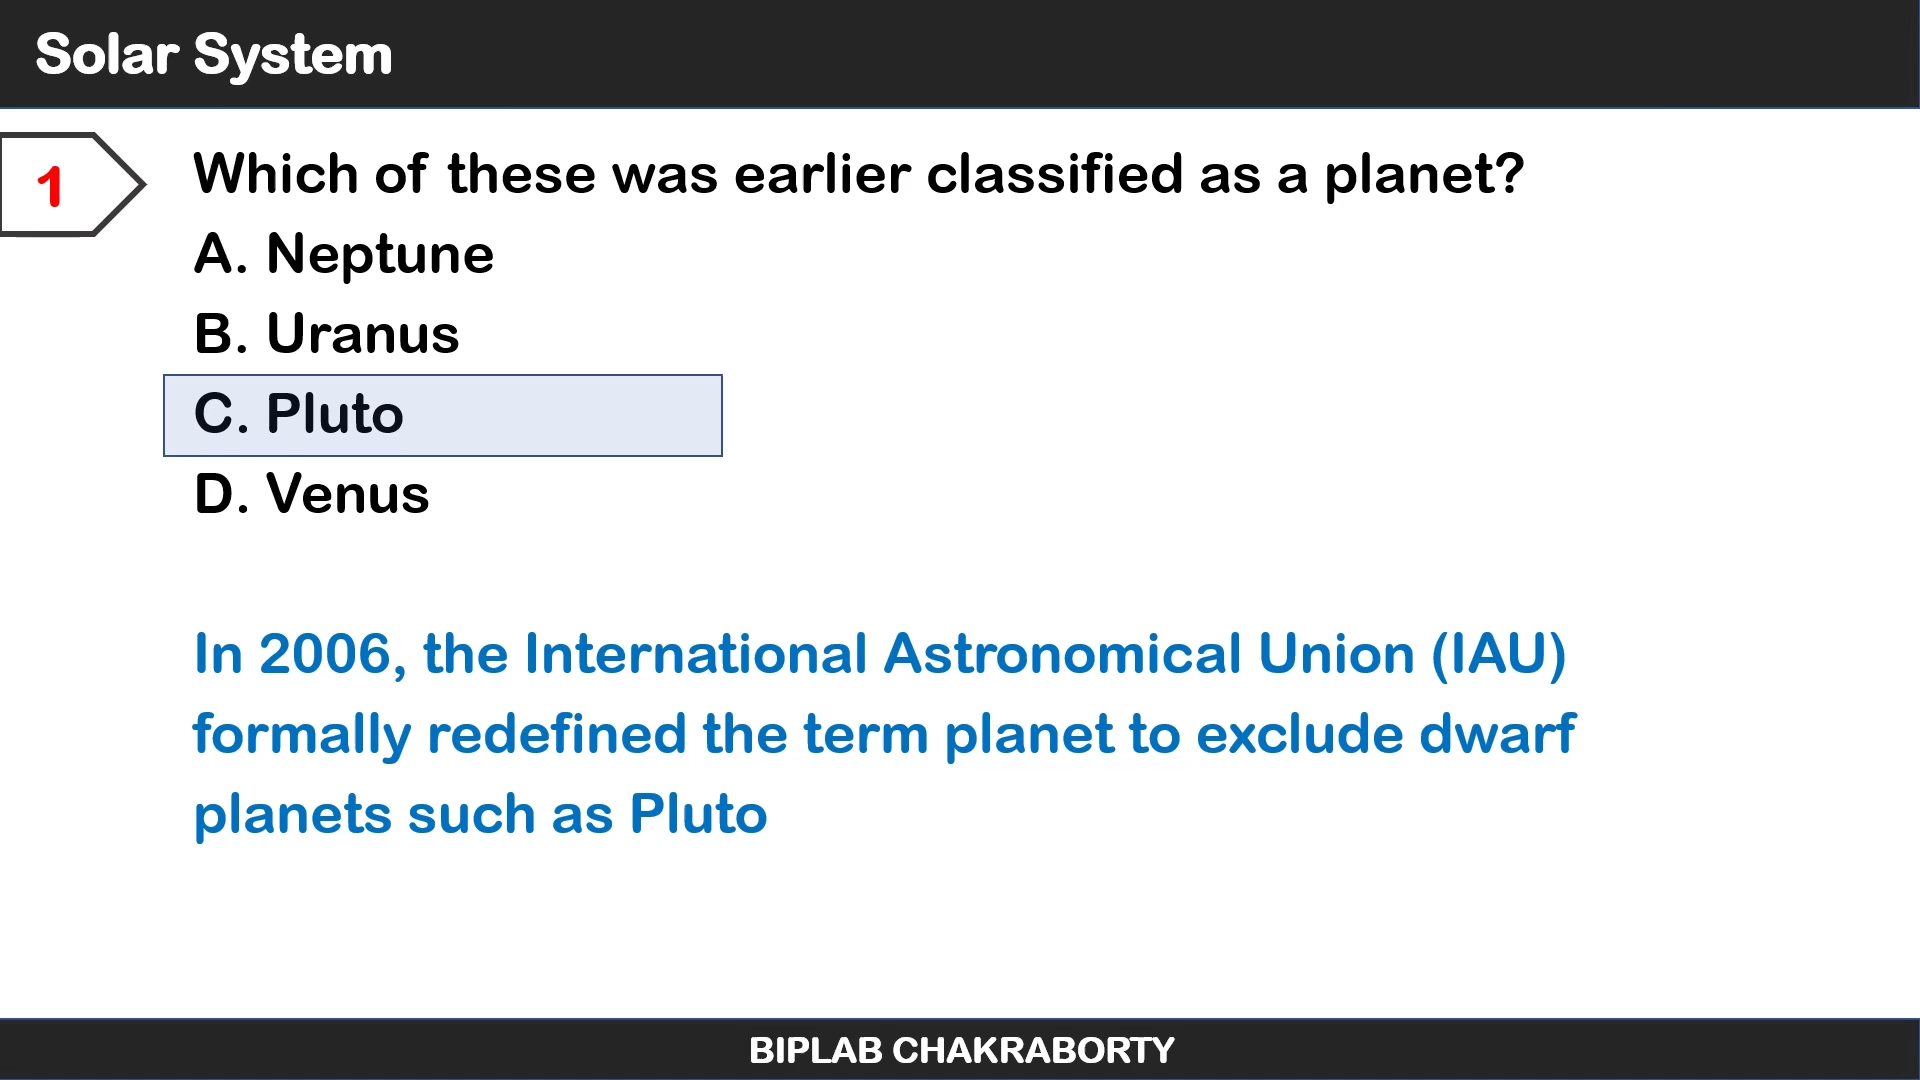 Solar System
1
Which of these was earlier classified as a planet?
A. Neptune
B. Uranus
C. Pluto
D. Venus
In 2006, the International Astronomical Union (IAU)
formally redefined the term planet to exclude dwarf
planets such as Pluto
BIPLAB CHAKRABORTY